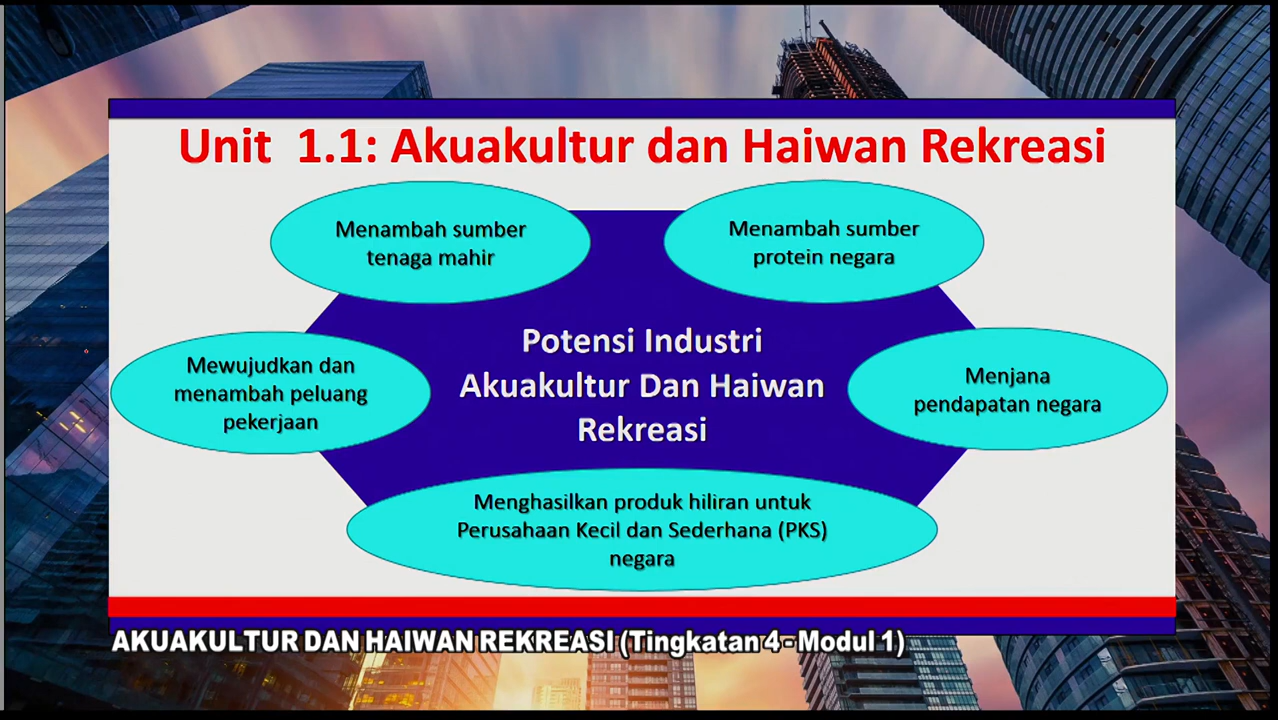 Unit 1.1: Akuakultur dan Haiwan Rekreasi
Menambah sumber
tenaga mahir
Menambah sumber
protein negara
Mewujudkan dan
menambah peluang
pekerjaan
Potensi Industri
Akuakultur Dan Haiwan
Rekreasi
Menjana
pendapatan negara
Menghasilkan produk hiliran untuk
Perusahaan Kecil dan Sederhana (PKS)
negara
AKUAKULTUR DAN HAIWAN REKREASI (Tingkatan 4 - Modul 1)